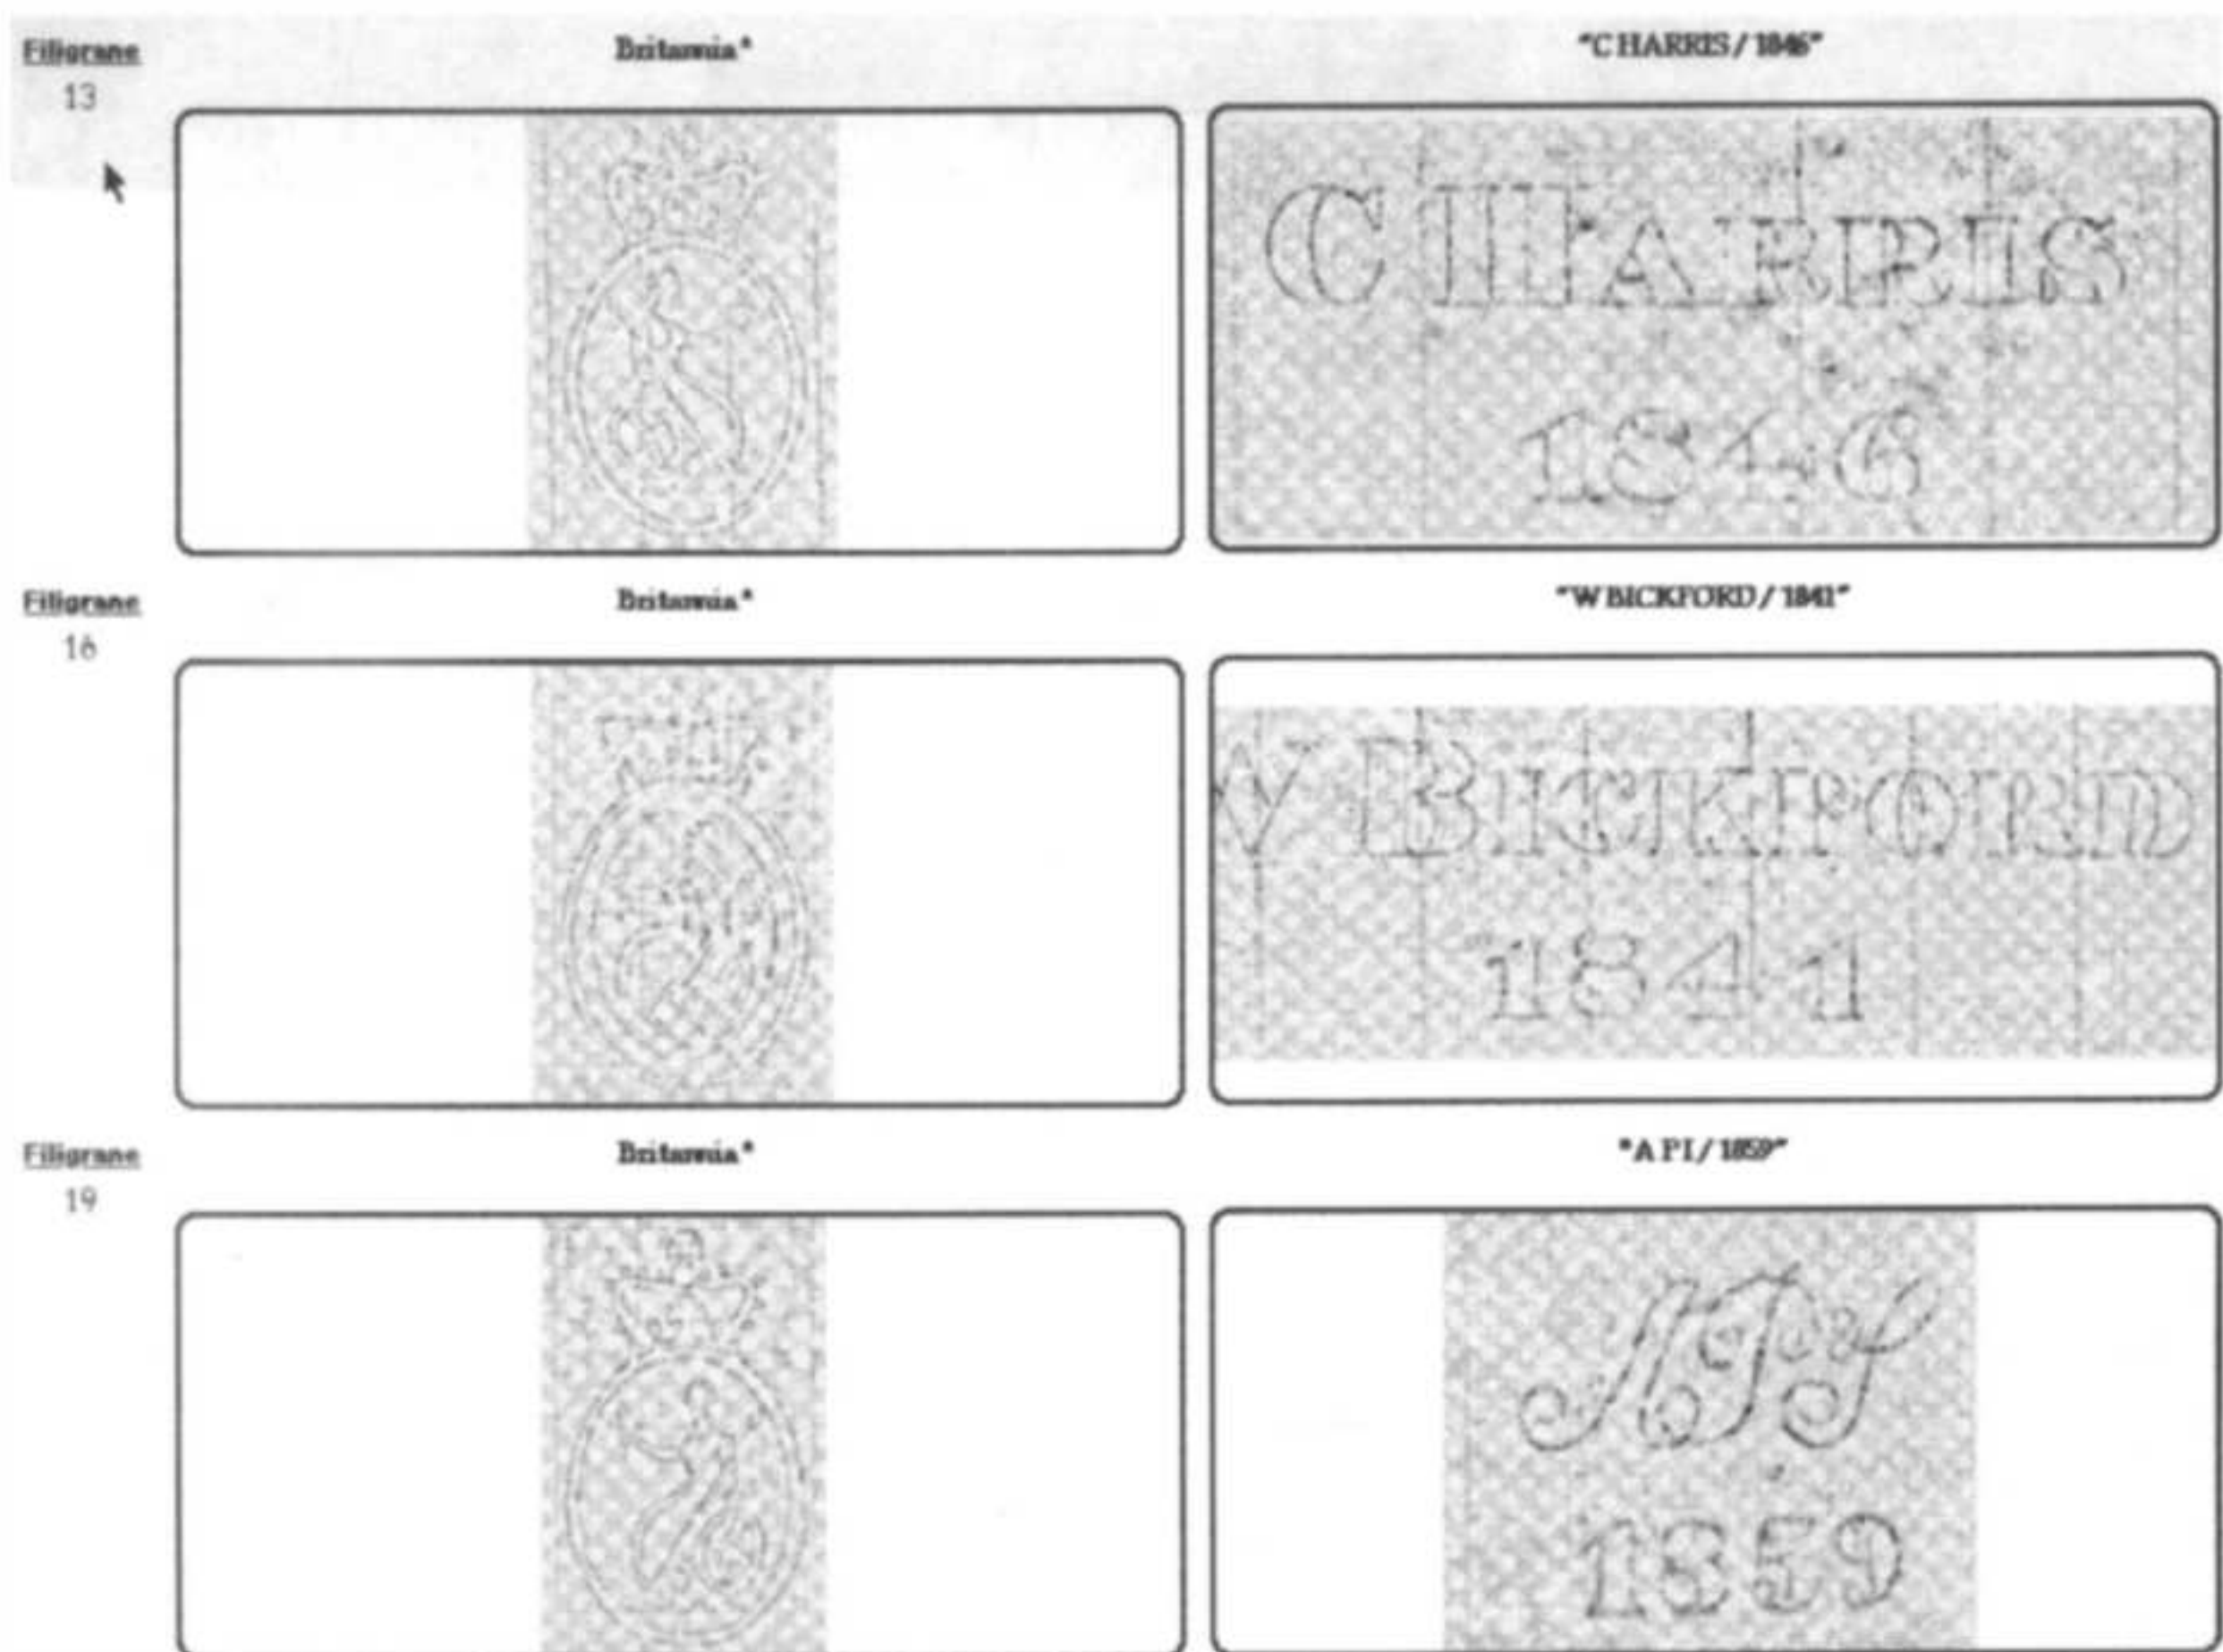 Filigrane
13
Britannia*
"C HARRIS / 1846"
C HARRIS
1846
Filigrane
16
Britannia*
"W BICKFORD / 1841"
W BICKFORD
1841
Filigrane
19
Britannia*
"A P I / 1859"
API
1859